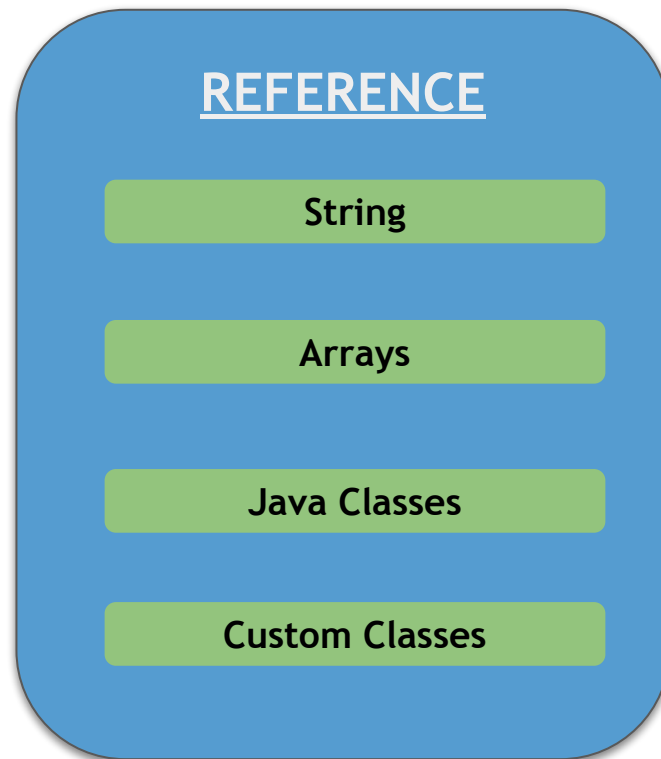 REFERENCE
String
Arrays
Java Classes
Custom Classes